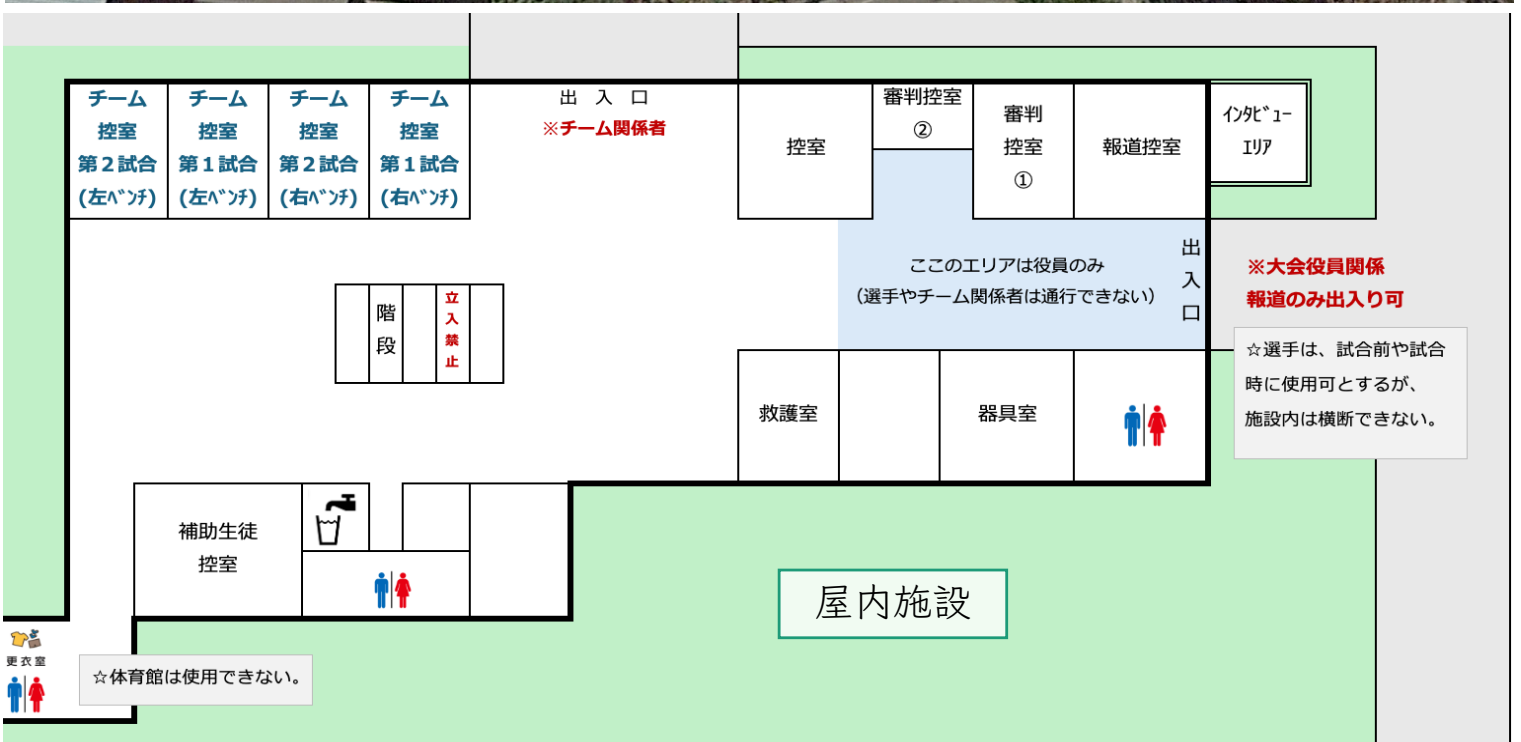 チーム
控室
第２試合
(左ﾍﾞﾝﾁ)
チーム
控室
第１試合
(左ﾍﾞﾝﾁ)
チーム
控室
第２試合
(右ﾍﾞﾝﾁ)
チーム
控室
第１試合
(右ﾍﾞﾝﾁ)
出 入 口
※チーム関係者
控室
審判控室
②
審判
控室
①
報道控室
ｲﾝﾀﾋﾞｭｰ
ｴﾘｱ
ここのエリアは役員のみ
（選手やチーム関係者は通行できない）
出
入
口
※大会役員関係
報道のみ出入り可
☆選手は、試合前や試合
時に使用可とするが、
施設内は横断できない。
階
段
立
入
禁
止
救護室
器具室
補助生徒
控室
屋内施設
更衣室
☆体育館は使用できない。